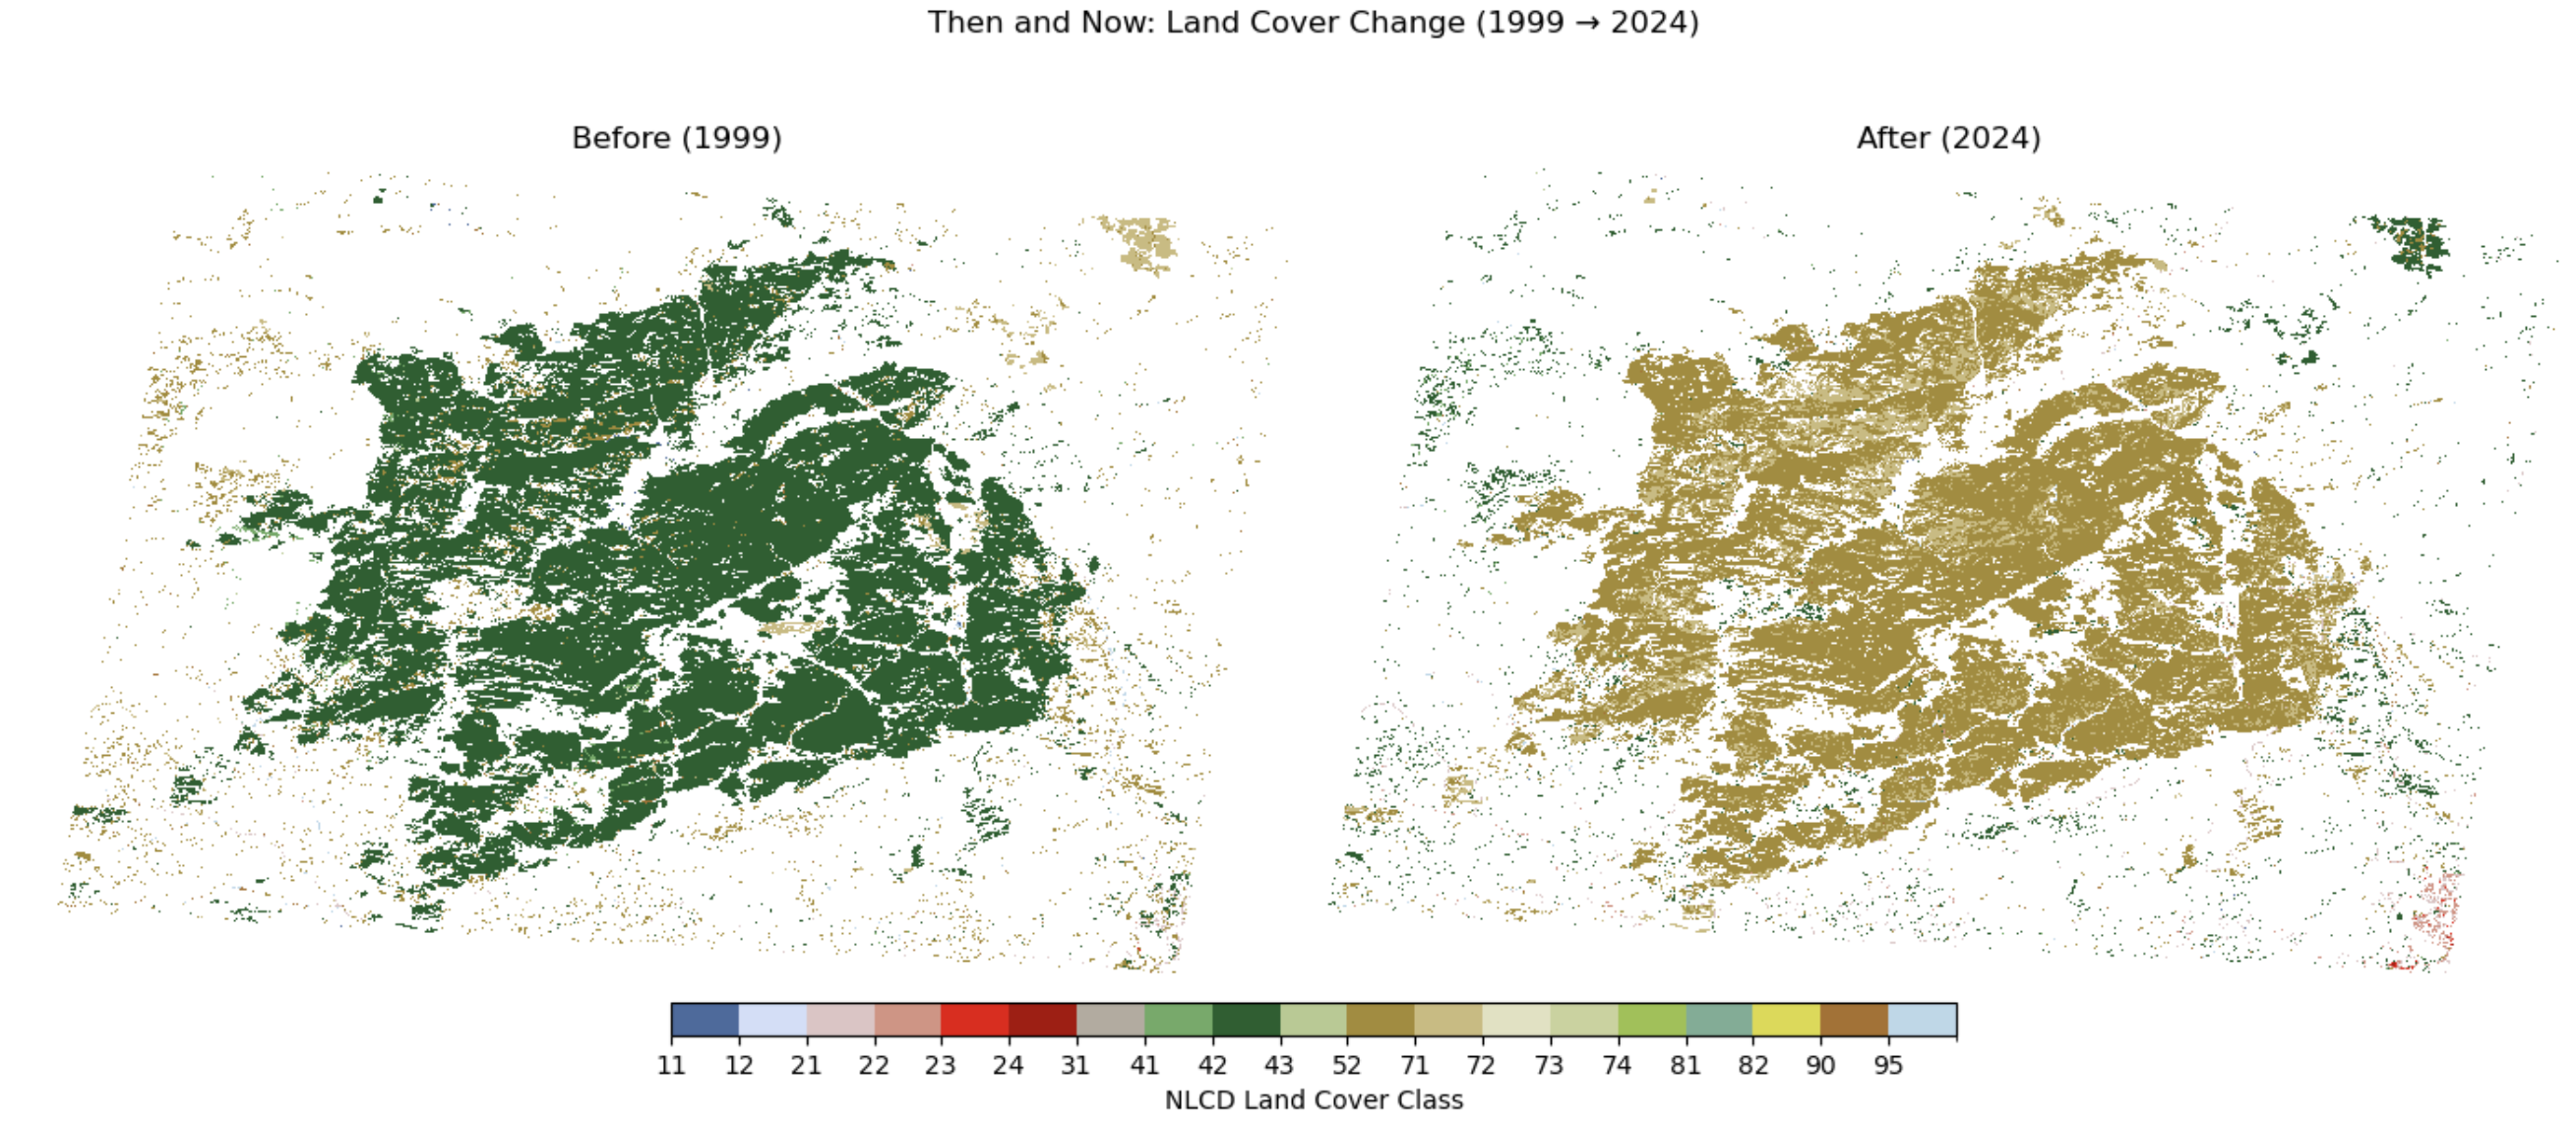 Then and Now: Land Cover Change (1999 → 2024)
Before (1999)
After (2024)
11 12 21 22 23 24 31 41 42 43 52 71 72 73 74 81 82 90 95
NLCD Land Cover Class